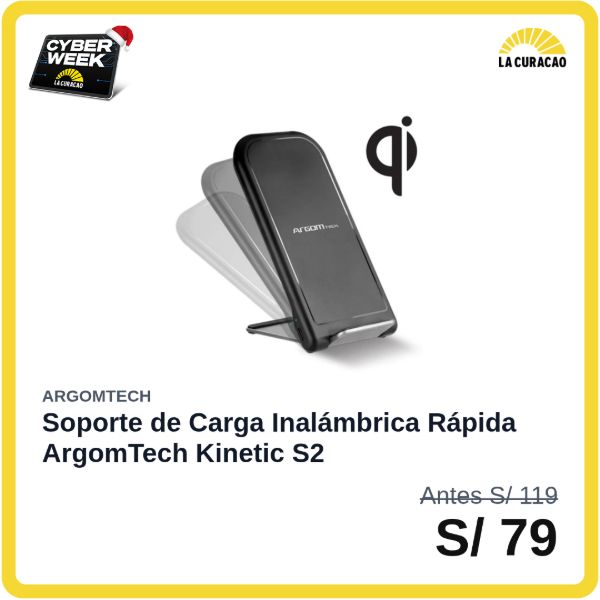 CYBER
WEEK
LA CURACAO
LA CURACAO
qi
ARGOM TECH
ARGOMTECH
Soporte de Carga Inalámbrica Rápida
ArgomTech Kinetic S2
Antes S/ 119
S/ 79